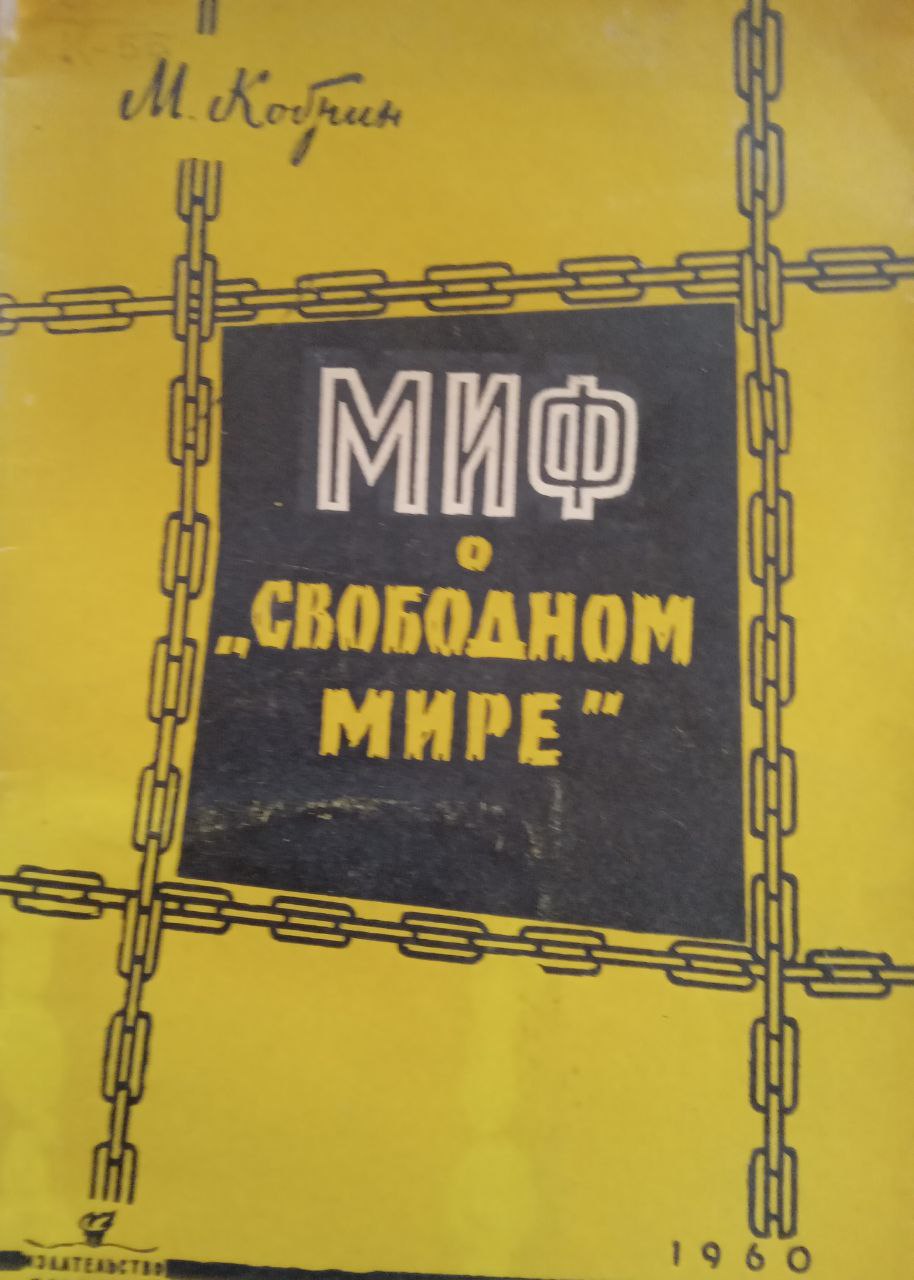 М. Кобрин
МИФ
о
„СВОБОДНОМ
МИРЕ"
1960
ИЗДАТЕЛЬСТВО